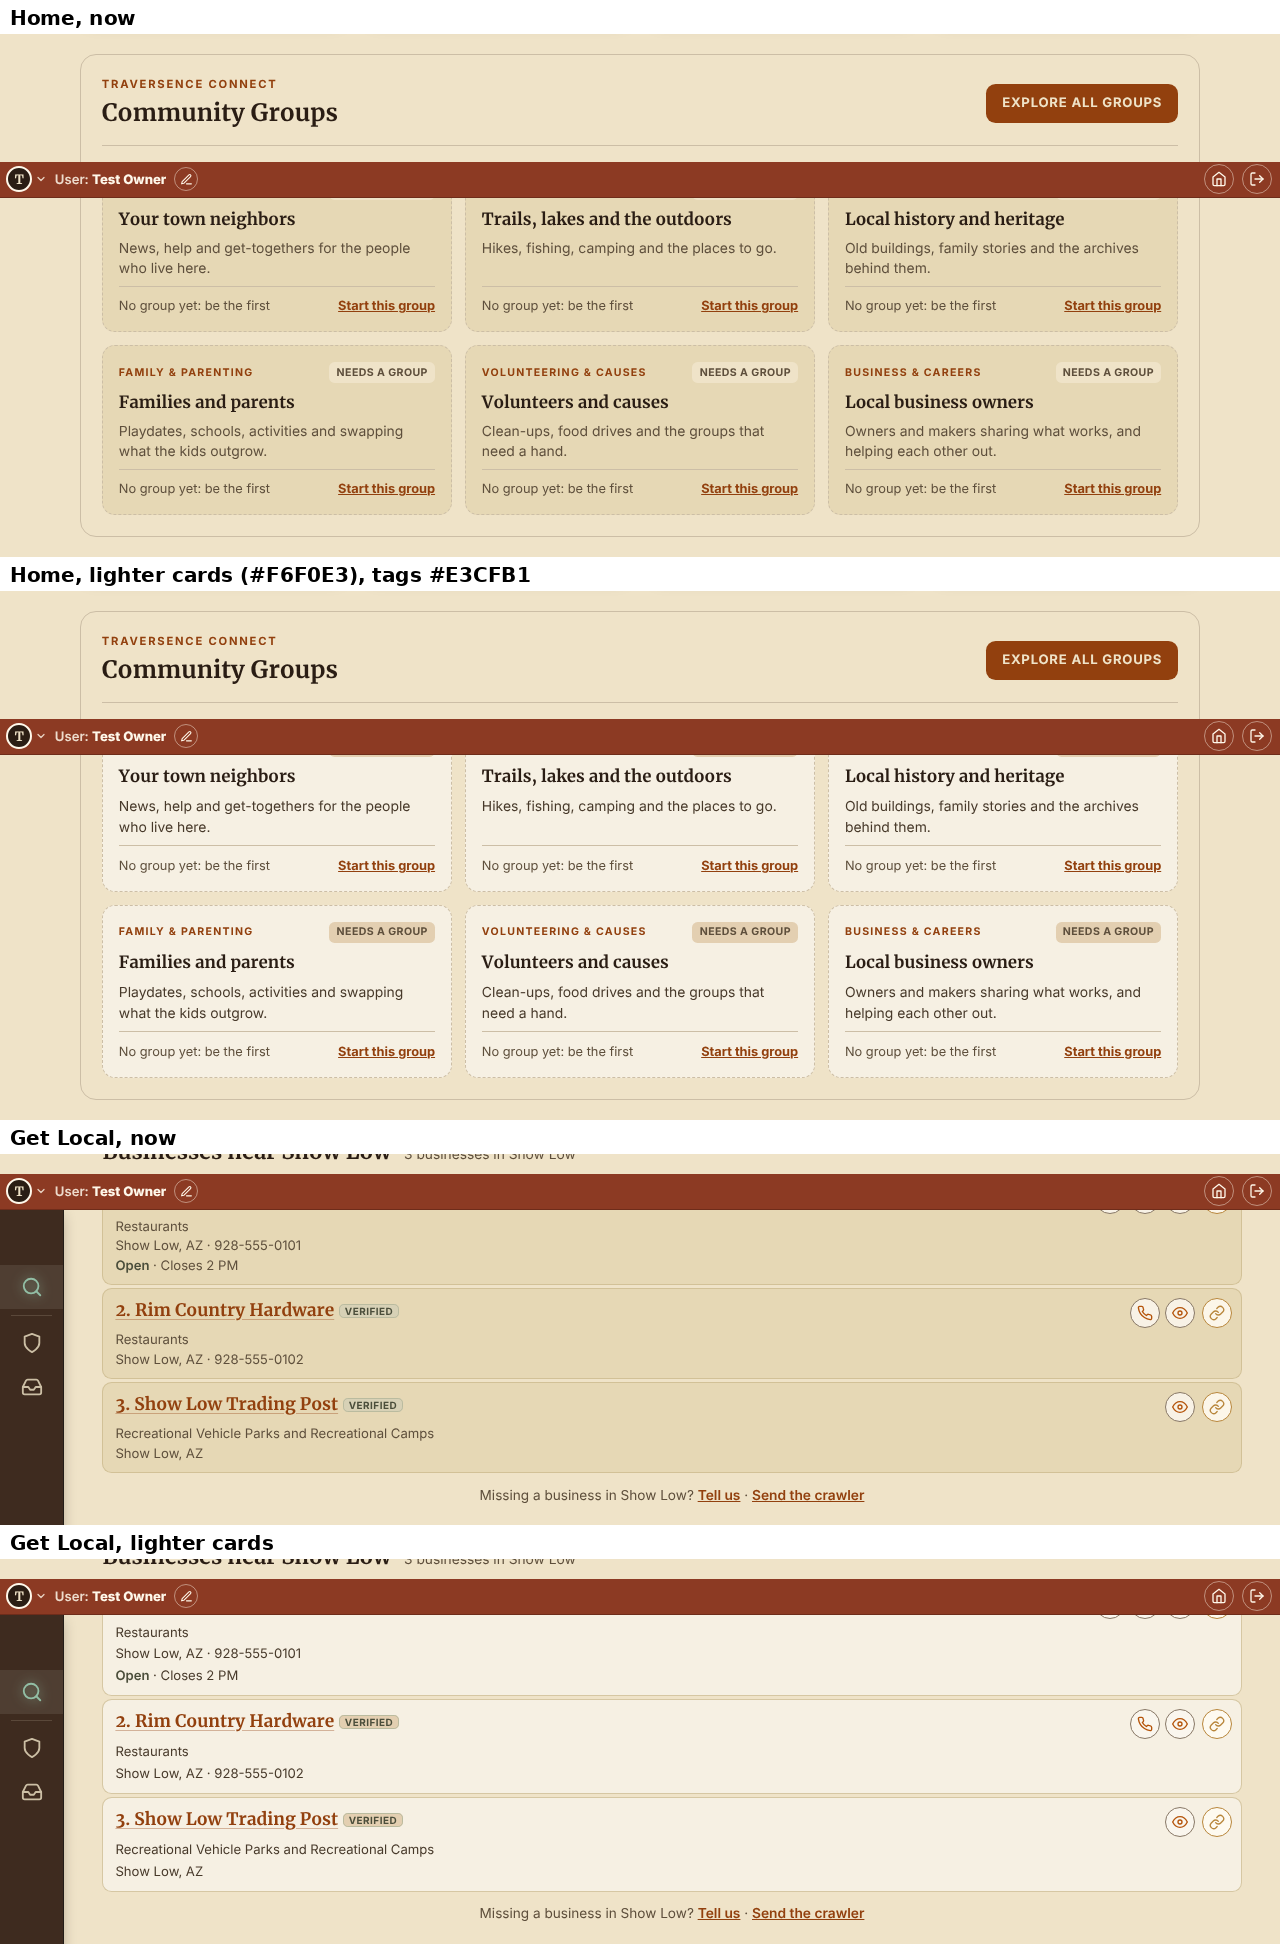 Home, now
TRAVERSENCE CONNECT
Community Groups
EXPLORE ALL GROUPS
T User: Test Owner
Your town neighbors
News, help and get-togethers for the people
who live here.
No group yet: be the first Start this group
Trails, lakes and the outdoors
Hikes, fishing, camping and the places to go.
No group yet: be the first Start this group
Local history and heritage
Old buildings, family stories and the archives
behind them.
No group yet: be the first Start this group
FAMILY & PARENTING NEEDS A GROUP
Families and parents
Playdates, schools, activities and swapping
what the kids outgrow.
No group yet: be the first Start this group
VOLUNTEERING & CAUSES NEEDS A GROUP
Volunteers and causes
Clean-ups, food drives and the groups that
need a hand.
No group yet: be the first Start this group
BUSINESS & CAREERS NEEDS A GROUP
Local business owners
Owners and makers sharing what works, and
helping each other out.
No group yet: be the first Start this group
Home, lighter cards (#F6F0E3), tags #E3CFB1
TRAVERSENCE CONNECT
Community Groups
EXPLORE ALL GROUPS
T User: Test Owner
Your town neighbors
News, help and get-togethers for the people
who live here.
No group yet: be the first Start this group
Trails, lakes and the outdoors
Hikes, fishing, camping and the places to go.
No group yet: be the first Start this group
Local history and heritage
Old buildings, family stories and the archives
behind them.
No group yet: be the first Start this group
FAMILY & PARENTING NEEDS A GROUP
Families and parents
Playdates, schools, activities and swapping
what the kids outgrow.
No group yet: be the first Start this group
VOLUNTEERING & CAUSES NEEDS A GROUP
Volunteers and causes
Clean-ups, food drives and the groups that
need a hand.
No group yet: be the first Start this group
BUSINESS & CAREERS NEEDS A GROUP
Local business owners
Owners and makers sharing what works, and
helping each other out.
No group yet: be the first Start this group
Get Local, now
Businesses near Show Low 3 businesses in Show Low
T User: Test Owner
Restaurants
Show Low, AZ · 928-555-0101
Open · Closes 2 PM
2. Rim Country Hardware VERIFIED
Restaurants
Show Low, AZ · 928-555-0102
3. Show Low Trading Post VERIFIED
Recreational Vehicle Parks and Recreational Camps
Show Low, AZ
Missing a business in Show Low? Tell us · Send the crawler
Get Local, lighter cards
Businesses near Show Low 3 businesses in Show Low
T User: Test Owner
Restaurants
Show Low, AZ · 928-555-0101
Open · Closes 2 PM
2. Rim Country Hardware VERIFIED
Restaurants
Show Low, AZ · 928-555-0102
3. Show Low Trading Post VERIFIED
Recreational Vehicle Parks and Recreational Camps
Show Low, AZ
Missing a business in Show Low? Tell us · Send the crawler